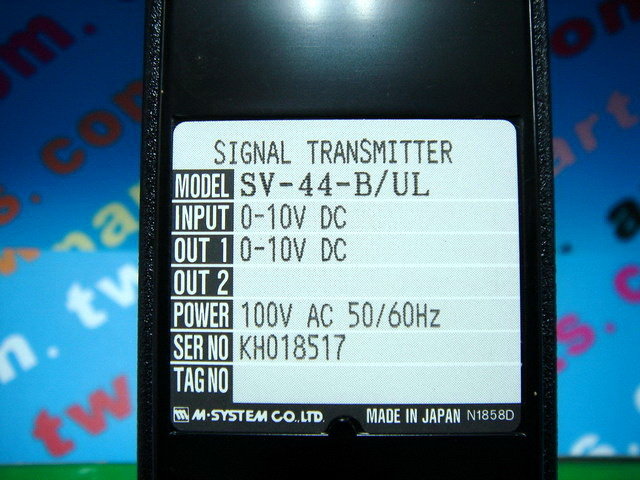 SIGNAL TRANSMITTER
MODEL SV-44-B/UL
INPUT 0-10V DC
OUT 1 0-10V DC
OUT 2
POWER 100V AC 50/60Hz
SER NO KH018517
TAG NO
M-SYSTEM CO.,LTD. MADE IN JAPAN N1858D